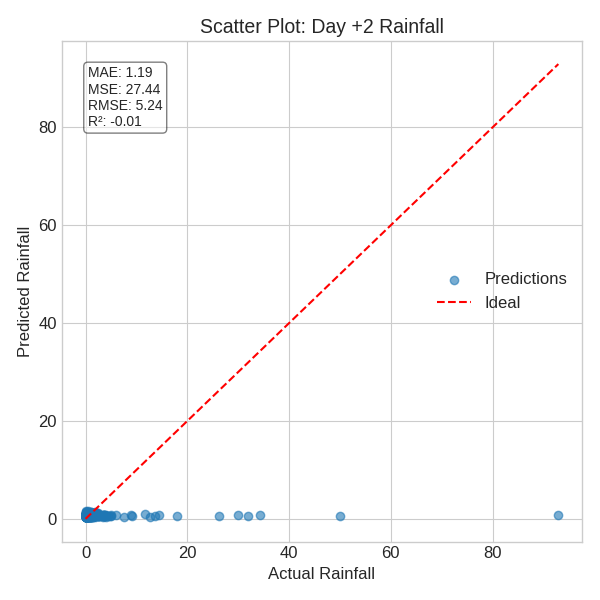 Scatter Plot: Day +2 Rainfall
MAE: 1.19
MSE: 27.44
RMSE: 5.24
R²: -0.01
80
60
40
20
0
Predicted Rainfall
Predictions
Ideal
0 20 40 60 80
Actual Rainfall